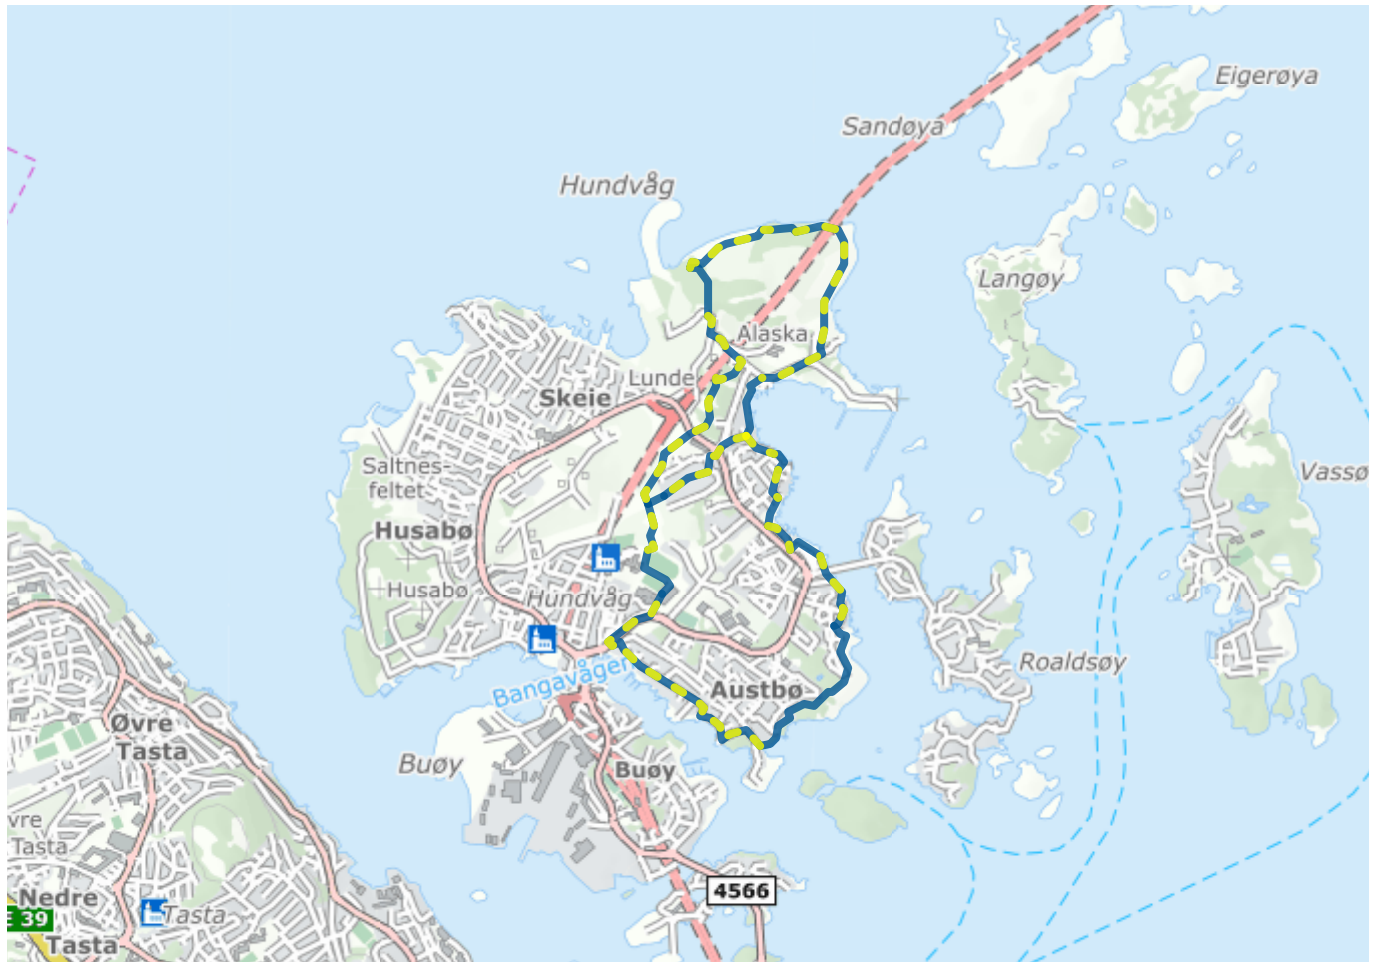 Eigerøya
Sandøya
Hundvåg
Langøy
Alaska
Lunde
Skeie
Saltnes-
feltet
Vassø
Husabø
Husabø
Hundvåg
Roaldsøy
Bangavågen
Austbø
Øvre
Tasta
Buøy
Buøy
vre
Tasta
4566
Nedre
Tasta
E 39
Tasta